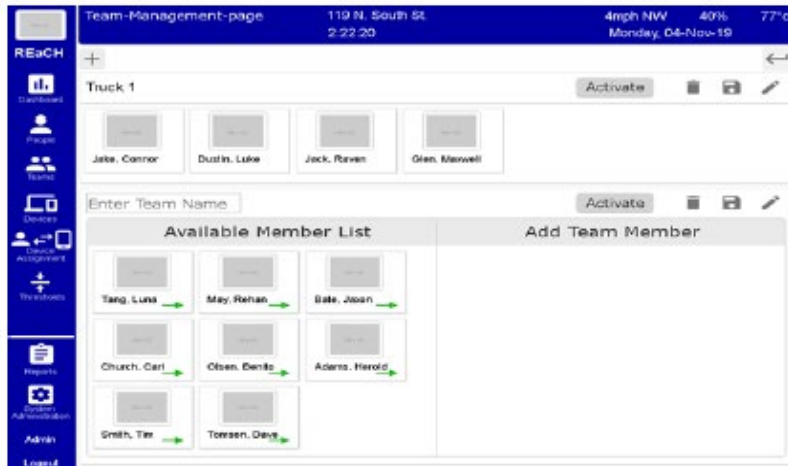 Team-Management-page
119 N. South St.
2:22:20
4mph NW 40% 77°
Monday, 04-Nov-19
REaCH
Dashboard
People
Teams
Devices
Device
Assignment
Thresholds
Reports
System
Administration
Admin
Logout
Truck 1
Activate
Jake, Connor
Dustin, Luke
Jack, Raven
Glen, Maxwell
Enter Team Name
Activate
Available Member List
Add Team Member
Tang, Luna
May, Rehan
Bale, Jason
Church, Carl
Olsen, Benito
Adams, Herold
Smith, Tim
Tomsen, Dave